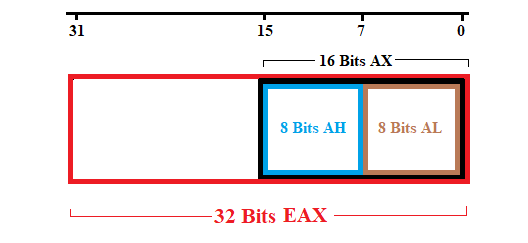 31 15 7 0
16 Bits AX
8 Bits AH 8 Bits AL
32 Bits EAX